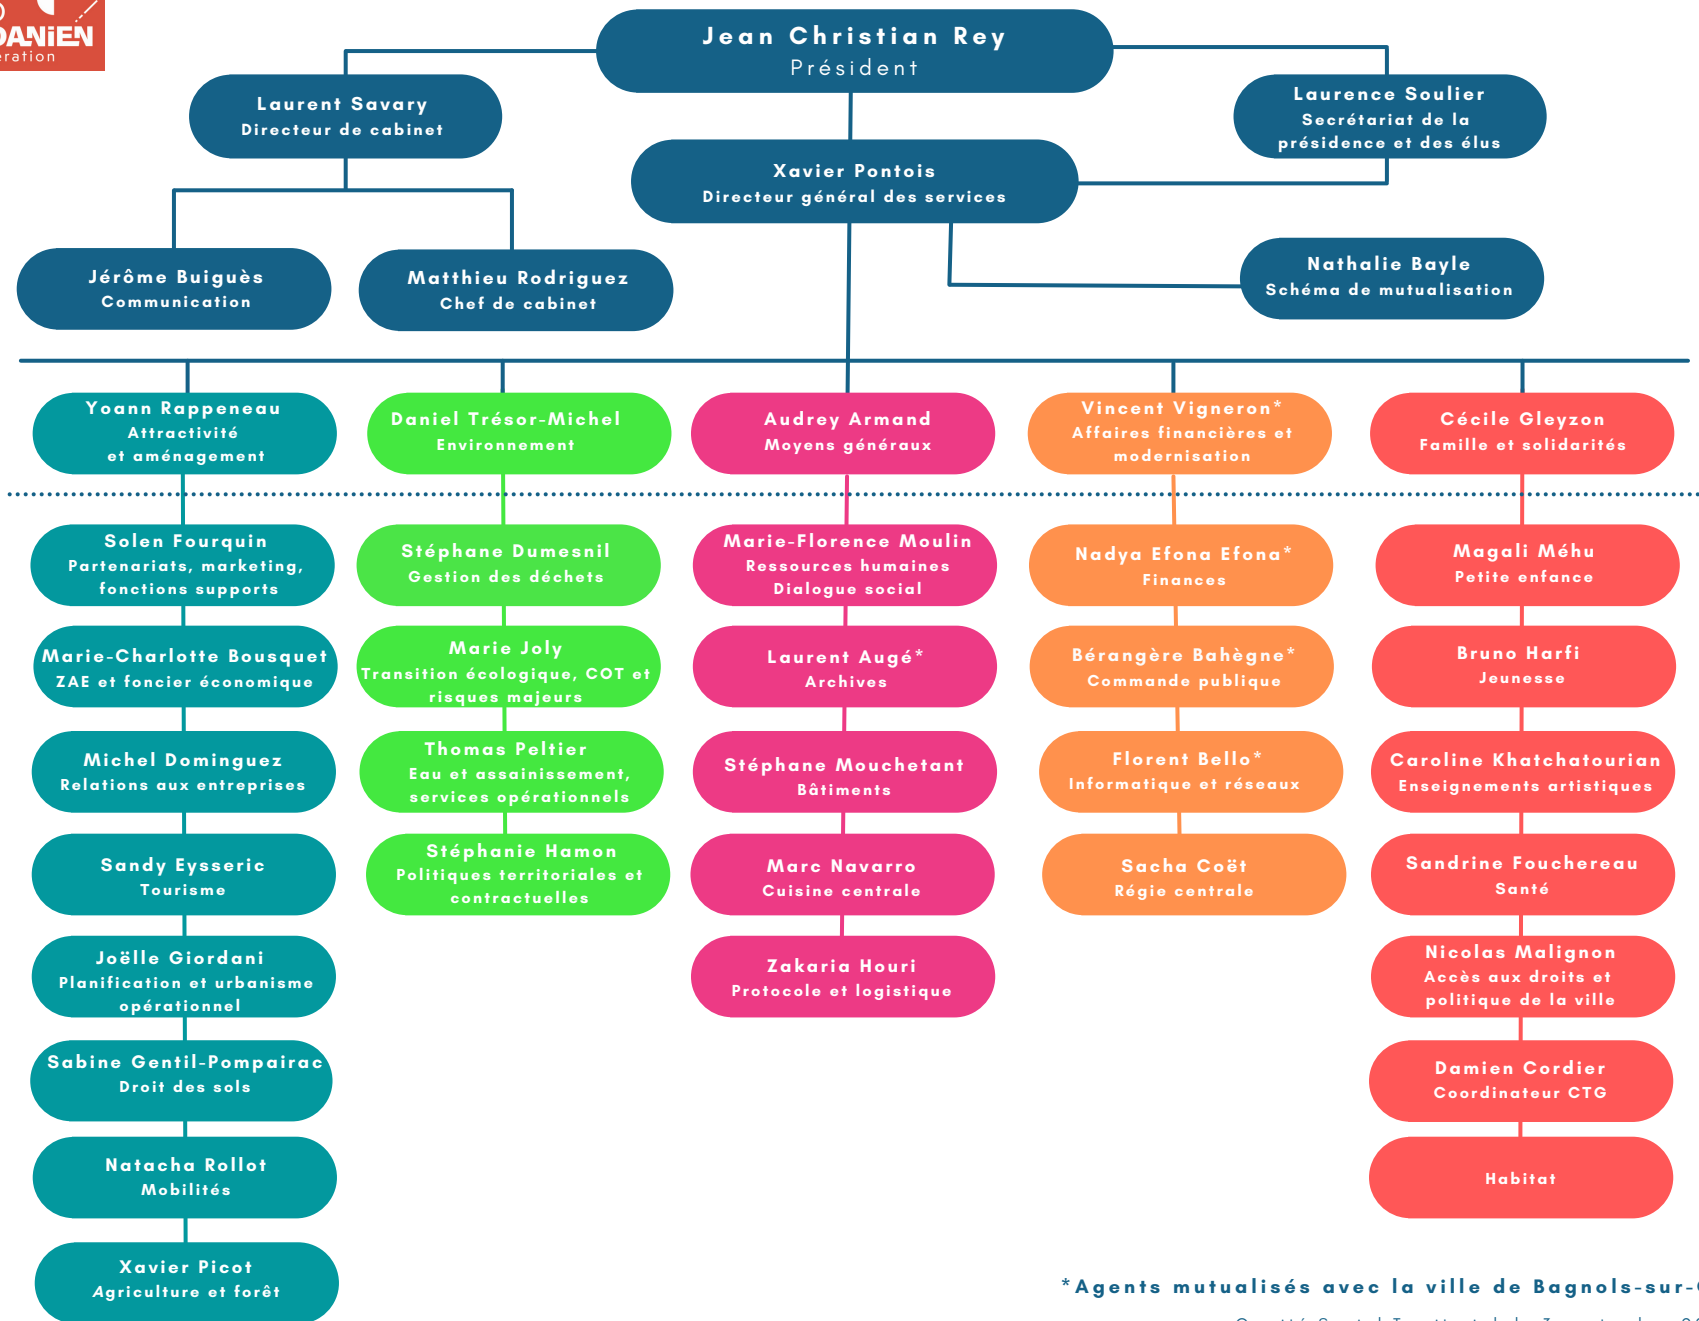 Jean Christian Rey
Président
Laurent Savary
Directeur de cabinet
Laurence Soulier
Secrétariat de la
présidence et des élus
Xavier Pontois
Directeur général des services
Jérôme Buiguès
Communication
Matthieu Rodriguez
Chef de cabinet
Nathalie Bayle
Schéma de mutualisation
Yoann Rappeneau
Attractivité
et aménagement
Daniel Trésor-Michel
Environnement
Audrey Armand
Moyens généraux
Vincent Vigneron*
Affaires financières et
modernisation
Cécile Gleyzon
Famille et solidarités
Solen Fourquin
Partenariats, marketing,
fonctions supports
Marie-Charlotte Bousquet
ZAE et foncier économique
Michel Dominguez
Relations aux entreprises
Sandy Eysseric
Tourisme
Joëlle Giordani
Planification et urbanisme
opérationnel
Sabine Gentil-Pompairac
Droit des sols
Natacha Rollot
Mobilités
Xavier Picot
Agriculture et forêt
Stéphane Dumesnil
Gestion des déchets
Marie Joly
Transition écologique, COT et
risques majeurs
Thomas Peltier
Eau et assainissement,
services opérationnels
Stéphanie Hamon
Politiques territoriales et
contractuelles
Marie-Florence Moulin
Ressources humaines
Dialogue social
Laurent Augé*
Archives
Stéphane Mouchetant
Bâtiments
Marc Navarro
Cuisine centrale
Zakaria Houri
Protocole et logistique
Nadya Efona Efona*
Finances
Bérangère Bahègne*
Commande publique
Florent Bello*
Informatique et réseaux
Sacha Coët
Régie centrale
Magali Méhu
Petite enfance
Bruno Harfi
Jeunesse
Caroline Khatchatourian
Enseignements artistiques
Sandrine Fouchereau
Santé
Nicolas Malignon
Accès aux droits et
politique de la ville
Damien Cordier
Coordinateur CTG
Habitat
*Agents mutualisés avec la ville de Bagnols-sur-